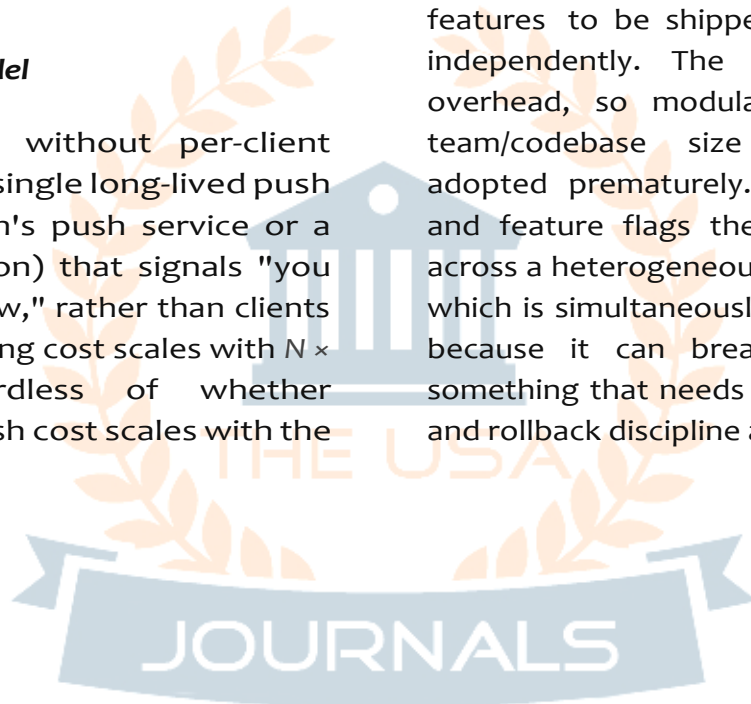 del
without per-client
single long-lived push
n's push service or a
on) that signals "you
w," rather than clients
ng cost scales with N ×
rdless of whether
sh cost scales with the
features to be shippe
independently. The
overhead, so modula
team/codebase size
adopted prematurely.
and feature flags the
across a heterogeneou
which is simultaneously
because it can brea
something that needs
and rollback discipline a
THE USA
JOURNALS